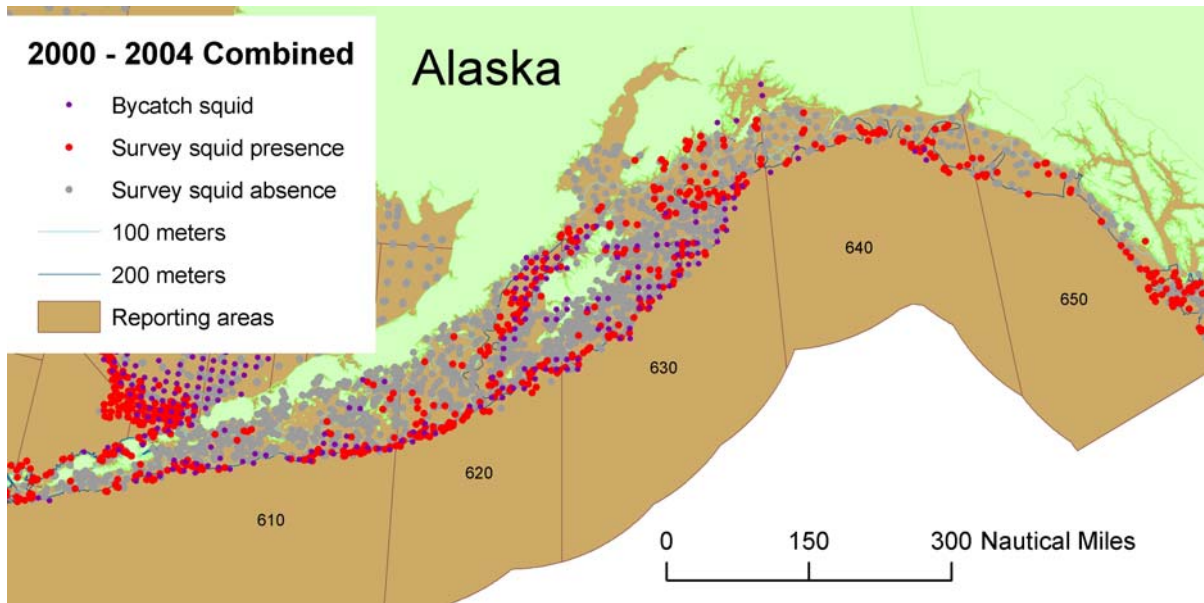 2000 - 2004 Combined
Bycatch squid
Survey squid presence
Survey squid absence
100 meters
200 meters
Reporting areas
Alaska
640
650
630
620
610
0 150 300 Nautical Miles